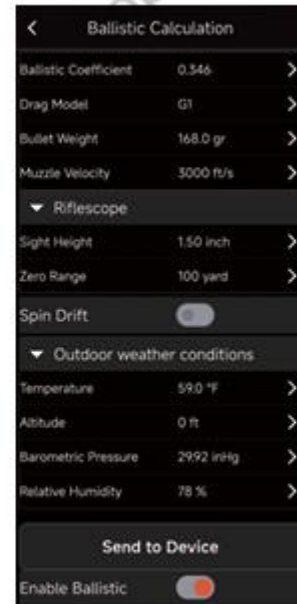 Ballistic Calculation
Ballistic Coefficient 0.346
Drag Model G1
Bullet Weight 168.0 gr
Muzzle Velocity 3000 ft/s
Riflescope
Sight Height 1.50 inch
Zero Range 100 yard
Spin Drift
Outdoor weather conditions
Temperature 59.0 °F
Altitude 0 ft
Barometric Pressure 29.92 inHg
Relative Humidity 78 %
Send to Device
Enable Ballistic